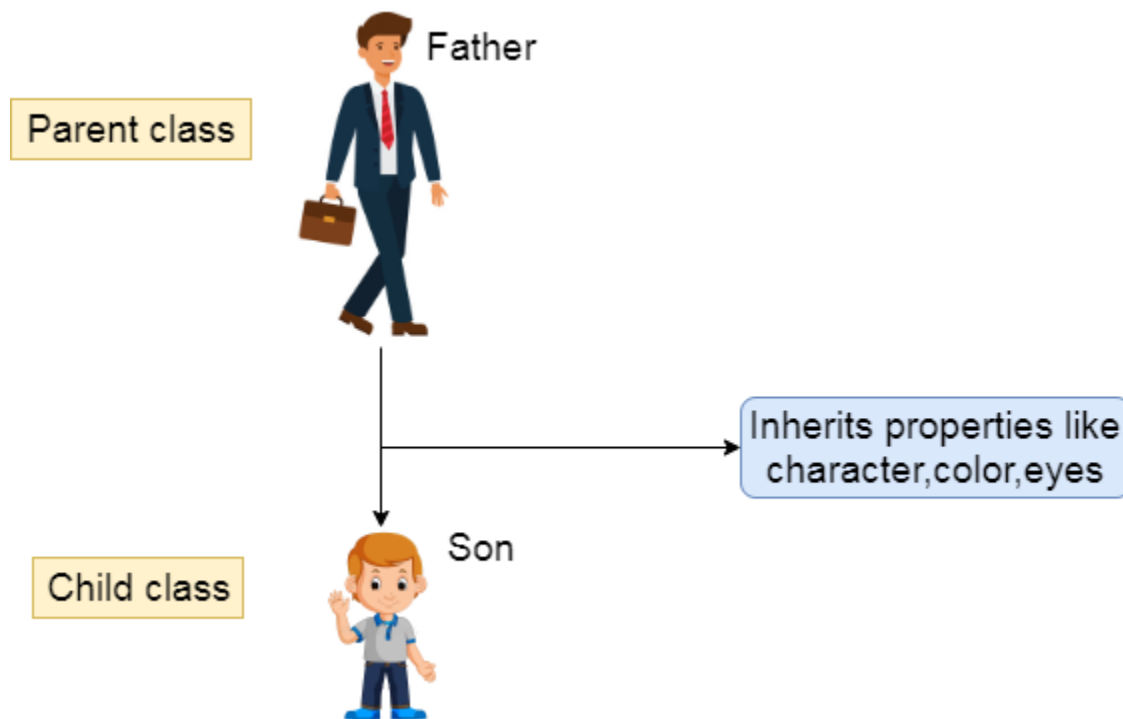 Father
Parent class
Inherits properties like
character,color,eyes
Son
Child class